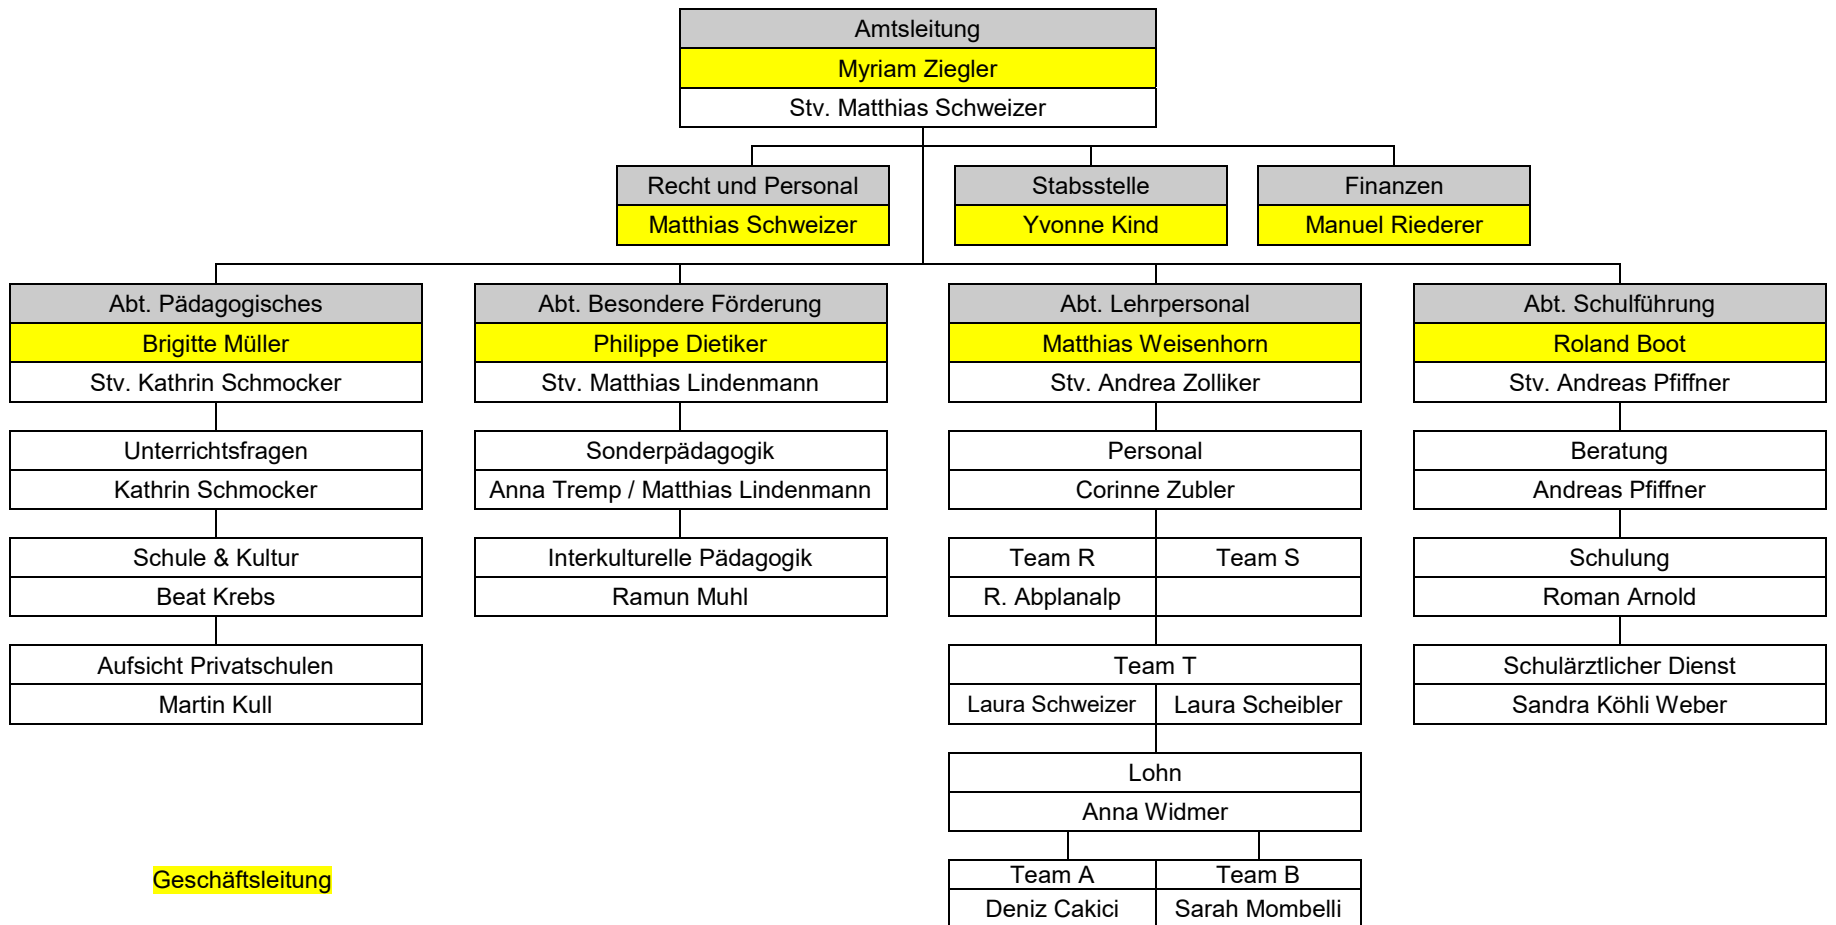 Amtsleitung
Myriam Ziegler
Stv. Matthias Schweizer
Recht und Personal
Matthias Schweizer
Stabsstelle
Yvonne Kind
Finanzen
Manuel Riederer
Abt. Pädagogisches
Brigitte Müller
Stv. Kathrin Schmocker
Unterrichtsfragen
Kathrin Schmocker
Schule & Kultur
Beat Krebs
Aufsicht Privatschulen
Martin Kull
Abt. Besondere Förderung
Philippe Dietiker
Stv. Matthias Lindenmann
Sonderpädagogik
Anna Tremp / Matthias Lindenmann
Interkulturelle Pädagogik
Ramun Muhl
Abt. Lehrpersonal
Matthias Weisenhorn
Stv. Andrea Zolliker
Personal
Corinne Zubler
Team R
R. Abplanalp
Team S
Team T
Laura Schweizer
Laura Scheibler
Lohn
Anna Widmer
Team A
Deniz Cakici
Team B
Sarah Mombelli
Abt. Schulführung
Roland Boot
Stv. Andreas Pfiffner
Beratung
Andreas Pfiffner
Schulung
Roman Arnold
Schulärztlicher Dienst
Sandra Köhli Weber
Geschäftsleitung